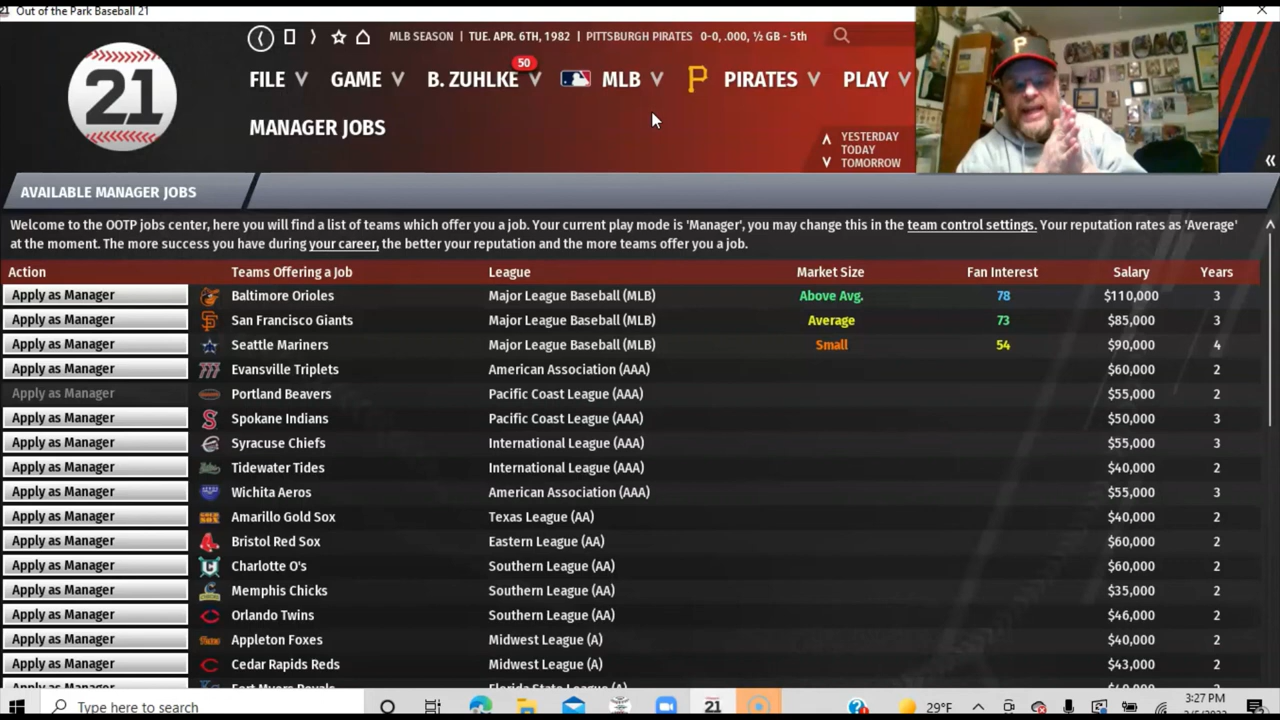 Out of the Park Baseball 21
MLB SEASON | TUE. APR. 6TH, 1982 | PITTSBURGH PIRATES 0-0, .000, ½ GB - 5th
21
FILE GAME B. ZUHLKE 50 MLB P PIRATES PLAY
P
MANAGER JOBS
YESTERDAY
TODAY
TOMORROW
AVAILABLE MANAGER JOBS
Welcome to the OOTP jobs center, here you will find a list of teams which offer you a job. Your current play mode is 'Manager', you may change this in the team control settings. Your reputation rates as 'Average'
at the moment. The more success you have during your career, the better your reputation and the more teams offer you a job.
Action Teams Offering a Job League Market Size Fan Interest Salary Years
Apply as Manager Baltimore Orioles Major League Baseball (MLB) Above Avg. 78 $110,000 3
Apply as Manager San Francisco Giants Major League Baseball (MLB) Average 73 $85,000 3
Apply as Manager Seattle Mariners Major League Baseball (MLB) Small 54 $90,000 4
Apply as Manager Evansville Triplets American Association (AAA) $60,000 2
Apply as Manager Portland Beavers Pacific Coast League (AAA) $55,000 2
Apply as Manager Spokane Indians Pacific Coast League (AAA) $50,000 3
Apply as Manager Syracuse Chiefs International League (AAA) $55,000 3
Apply as Manager Tidewater Tides International League (AAA) $40,000 2
Apply as Manager Wichita Aeros American Association (AAA) $55,000 3
Apply as Manager Amarillo Gold Sox Texas League (AA) $40,000 2
Apply as Manager Bristol Red Sox Eastern League (AA) $60,000 2
Apply as Manager Charlotte O's Southern League (AA) $60,000 2
Apply as Manager Memphis Chicks Southern League (AA) $35,000 2
Apply as Manager Orlando Twins Southern League (AA) $46,000 2
Apply as Manager Appleton Foxes Midwest League (A) $40,000 2
Apply as Manager Cedar Rapids Reds Midwest League (A) $43,000 2
Apply as Manager Fort Myers Royals Florida State League (A)
Type here to search 21 29°F 3:27 PM